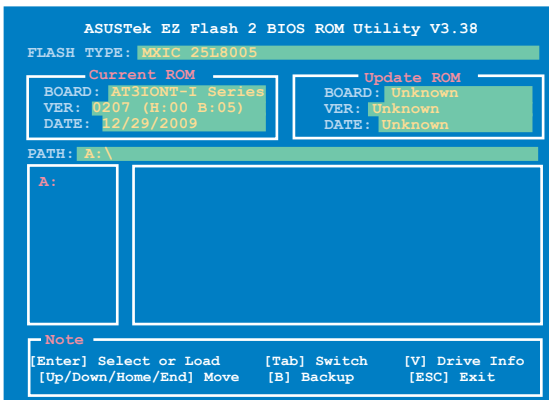 ASUSTek EZ Flash 2 BIOS ROM Utility V3.38
FLASH TYPE: MXIC 25L8005
Current ROM
BOARD: AT3IONT-I Series
VER: 0207 (H:00 B:05)
DATE: 12/29/2009
Update ROM
BOARD: Unknown
VER: Unknown
DATE: Unknown
PATH: A:\
A:
Note
[Enter] Select or Load [Tab] Switch [V] Drive Info
[Up/Down/Home/End] Move [B] Backup [ESC] Exit